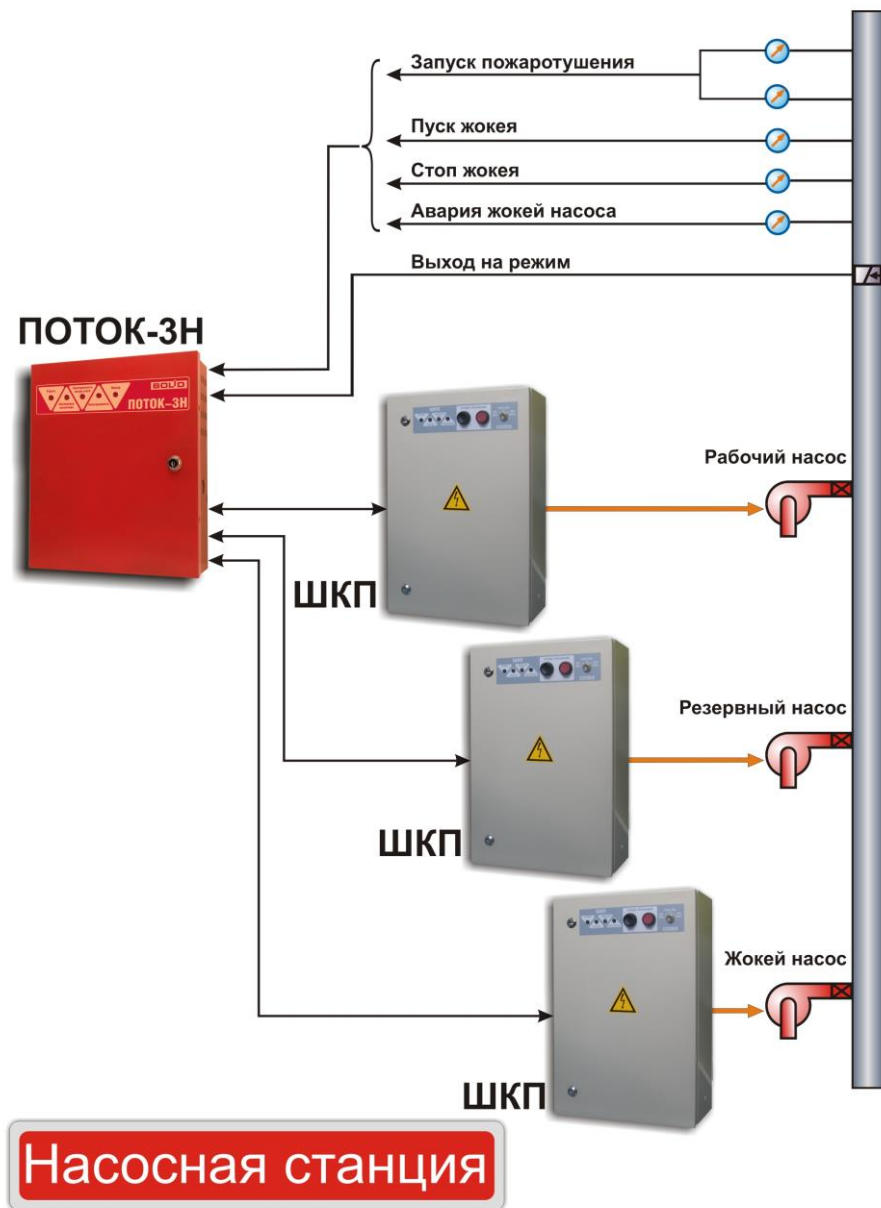 Запуск пожаротушения
Пуск жокея
Стоп жокея
Авария жокей насоса
Выход на режим
ПОТОК-3Н
BOLID
ПОТОК-3Н
Рабочий насос
ШКП
Резервный насос
ШКП
Жокей насос
ШКП
Насосная станция